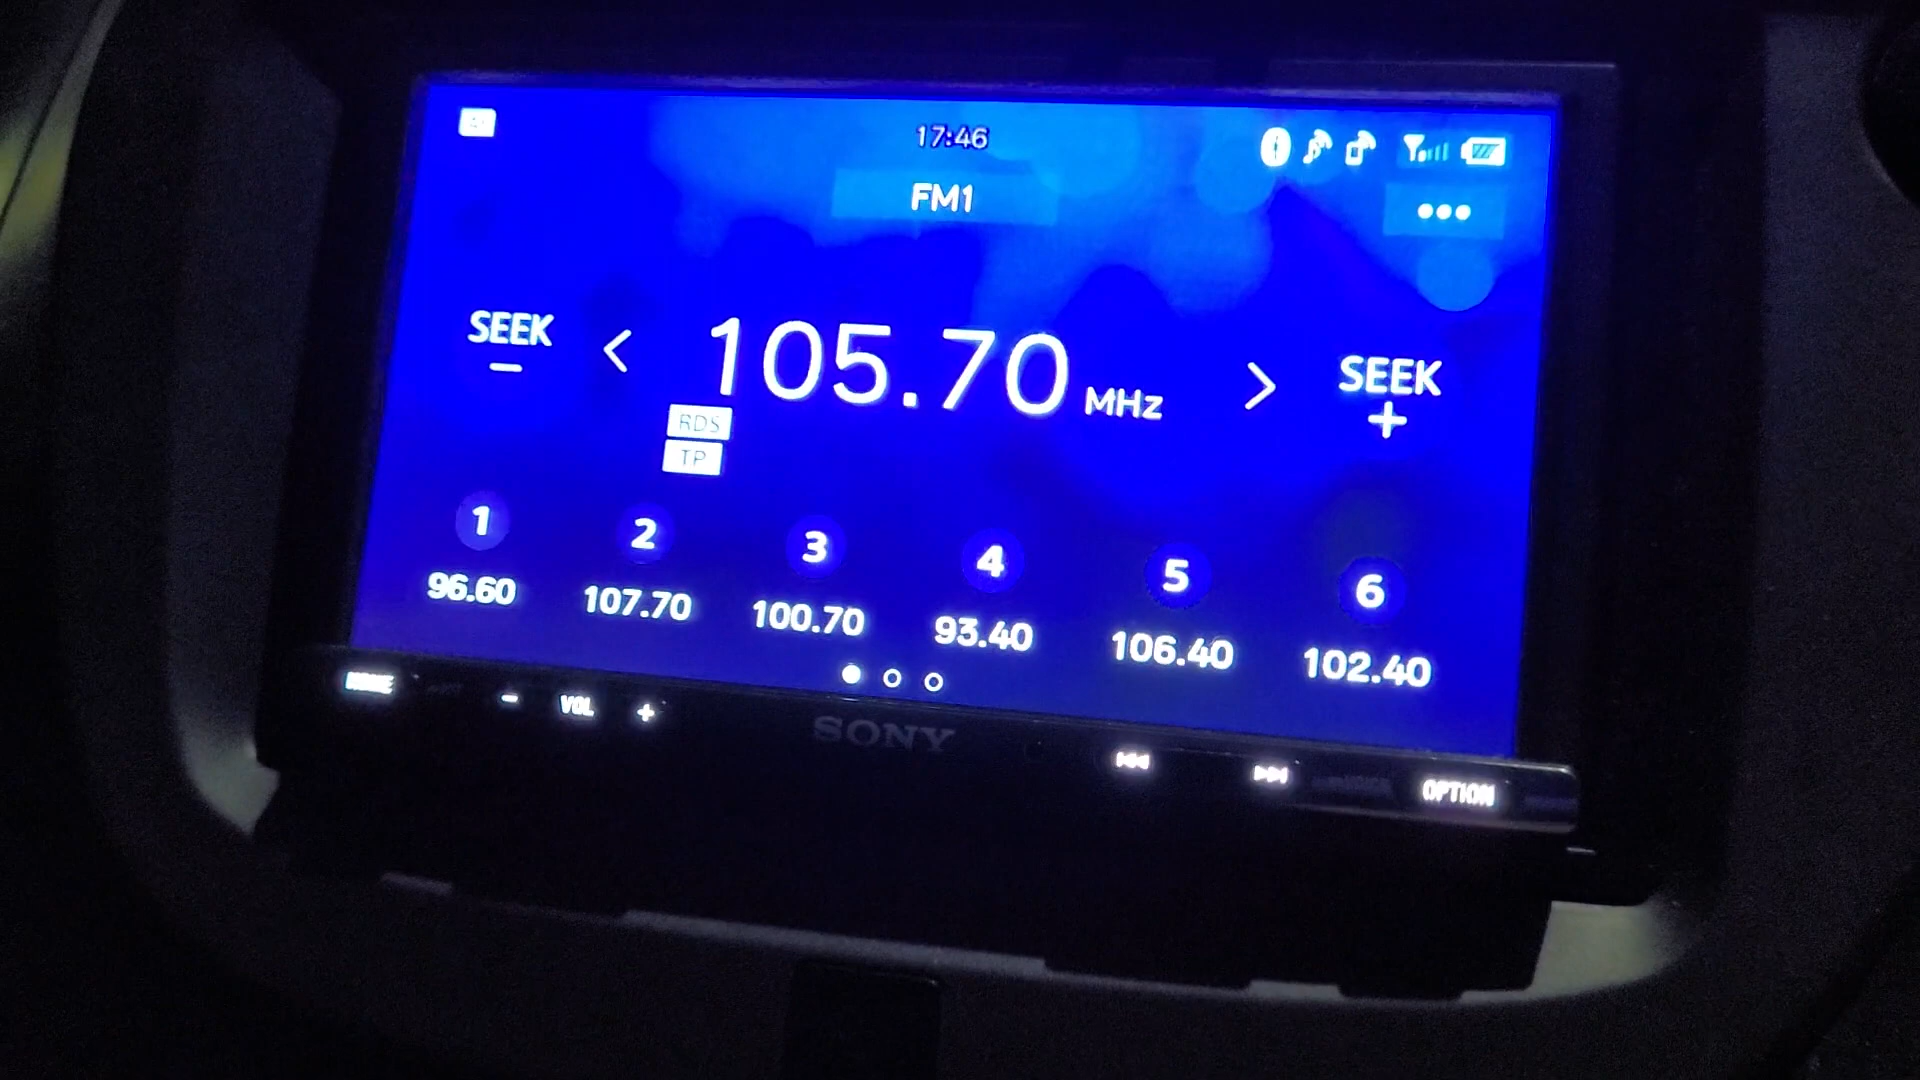 17:46
FM1
SEEK
−
105.70 MHz
SEEK
+
RDS
TP
1
2
3
4
5
6
96.60
107.70
100.70
93.40
106.40
102.40
− VOL +
SONY
OPTION